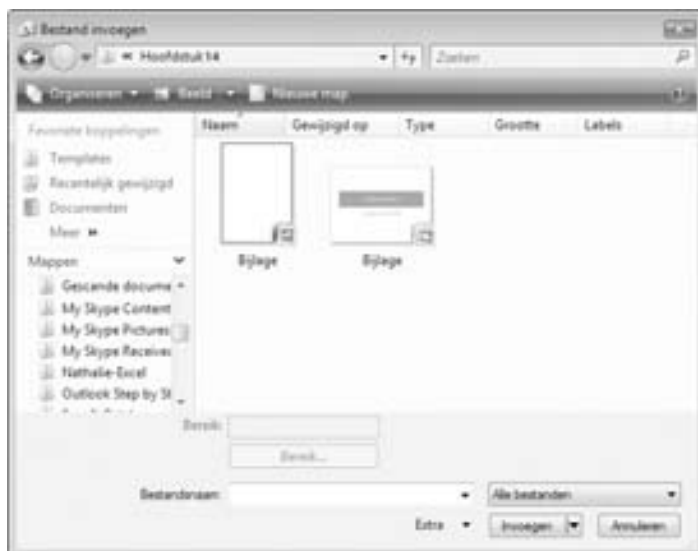 Bestand invoegen
« Hoofdstuk 14
Zoeken
Organiseren Beeld Nieuwe map
Naam Gewijzigd op Type Grootte Labels
Favoriete koppelingen
Templates
Recentelijk gewijzigd
Documenten
Meer »
Mappen
Gescande docume
My Skype Content
My Skype Pictures
My Skype Receive
Nathalie-Excel
Outlook Step by St
Bijlage Bijlage
Bereik:
Bereik...
Bestandsnaam: Alle bestanden
Extra Invoegen Annuleren